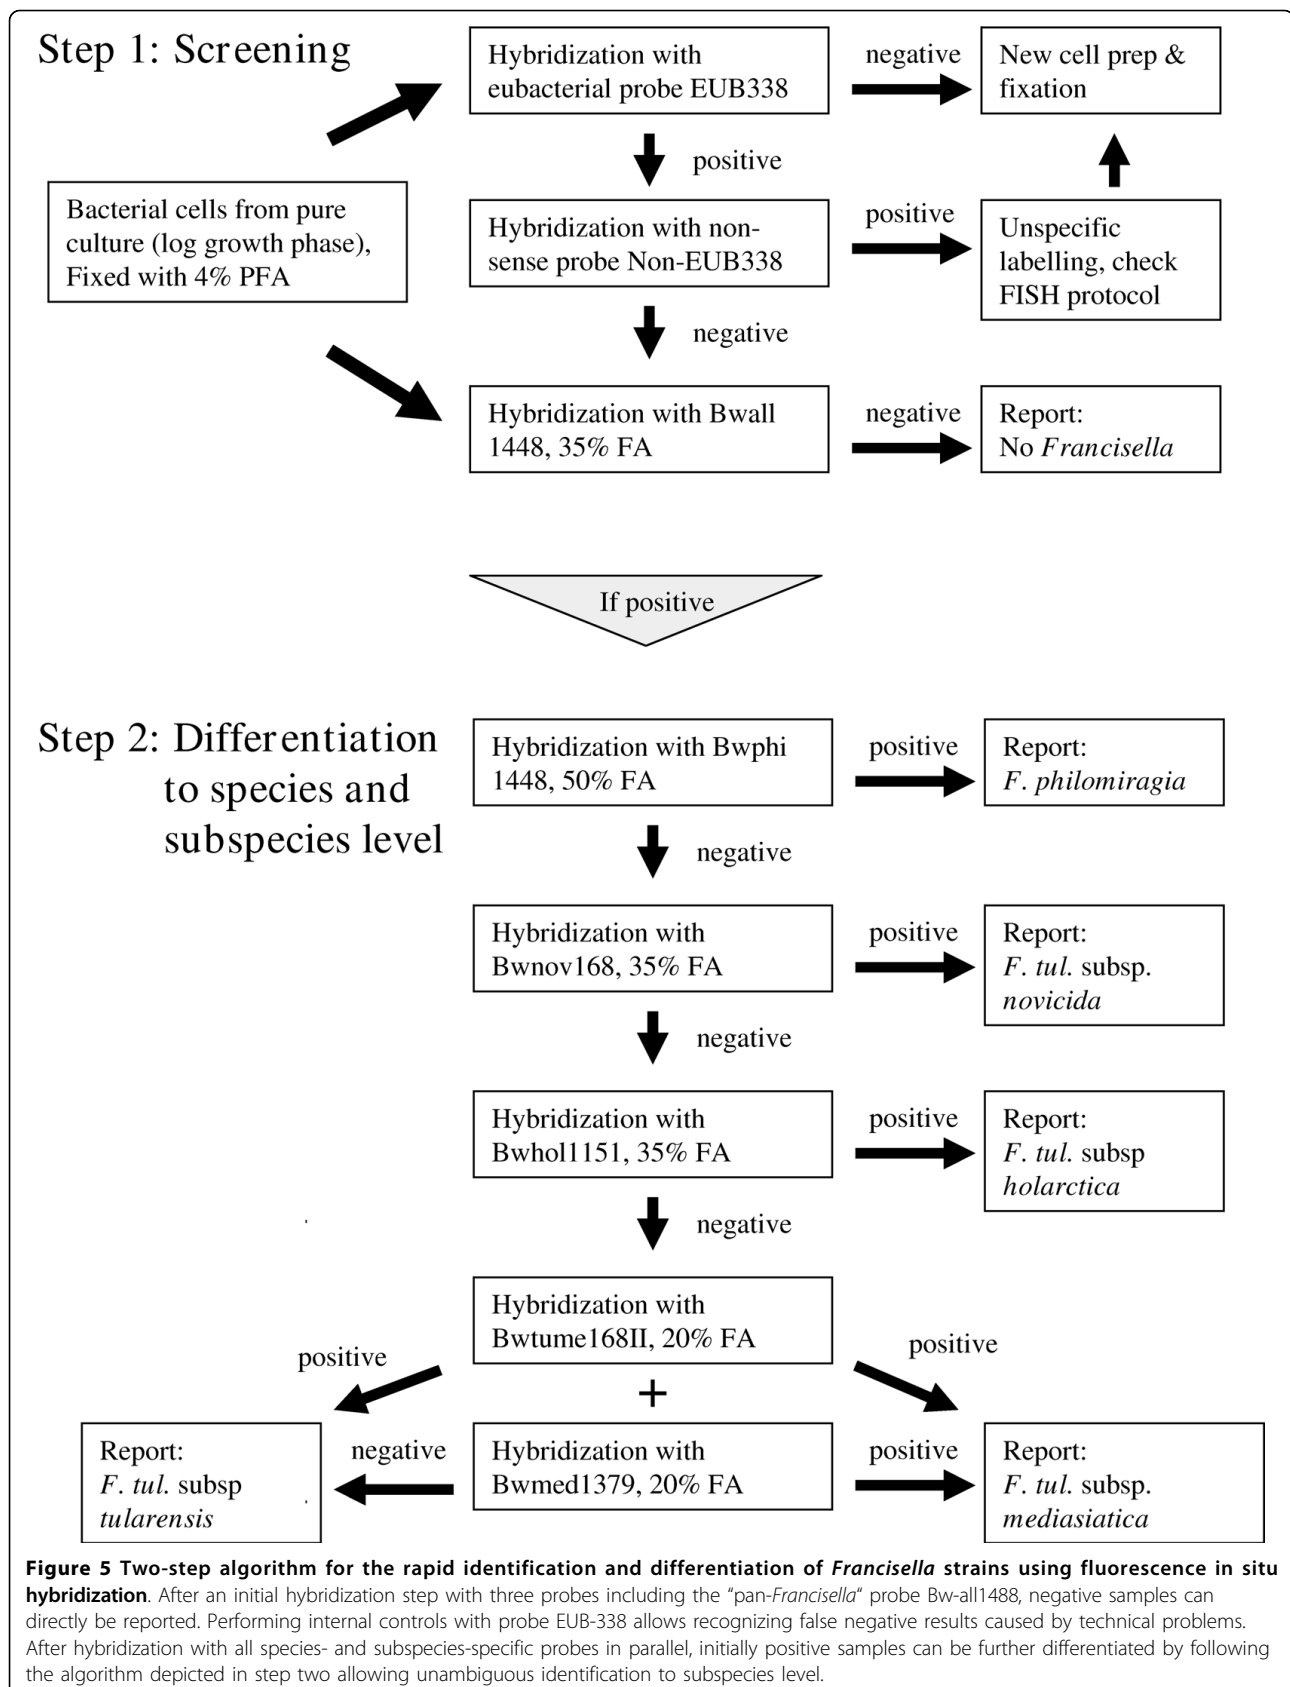 Step 1: Screening
Hybridization with
eubacterial probe EUB338
negative
New cell prep &
fixation
positive
Bacterial cells from pure
culture (log growth phase),
Fixed with 4% PFA
Hybridization with non-
sense probe Non-EUB338
positive
Unspecific
labelling, check
FISH protocol
negative
Hybridization with Bwall
1448, 35% FA
negative
Report:
No Francisella
If positive
Step 2: Differentiation
to species and
subspecies level
Hybridization with Bwphi
1448, 50% FA
positive
Report:
F. philomiragia
negative
Hybridization with
Bwnov168, 35% FA
positive
Report:
F. tul. subsp.
novicida
negative
Hybridization with
Bwhol1151, 35% FA
positive
Report:
F. tul. subsp
holarctica
negative
Hybridization with
Bwtume168II, 20% FA
positive
positive
+
Report:
F. tul. subsp
tularensis
negative
Hybridization with
Bwmed1379, 20% FA
positive
Report:
F. tul. subsp.
mediasiatica
Figure 5 Two-step algorithm for the rapid identification and differentiation of Francisella strains using fluorescence in situ
hybridization. After an initial hybridization step with three probes including the "pan-Francisella" probe Bw-all1488, negative samples can
directly be reported. Performing internal controls with probe EUB-338 allows recognizing false negative results caused by technical problems.
After hybridization with all species- and subspecies-specific probes in parallel, initially positive samples can be further differentiated by following
the algorithm depicted in step two allowing unambiguous identification to subspecies level.